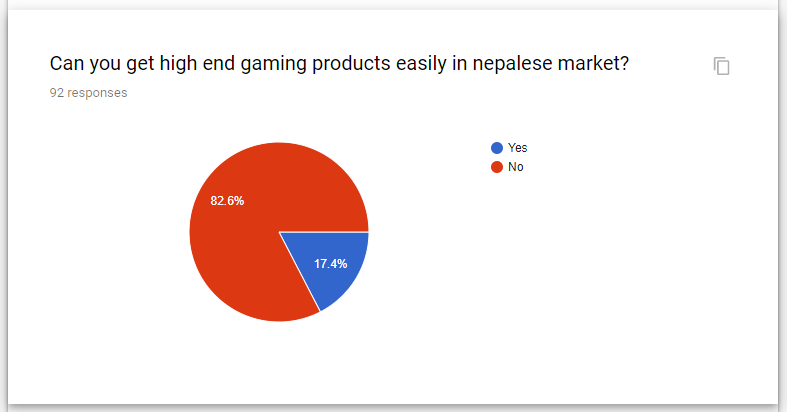 Can you get high end gaming products easily in nepalese market?
92 responses
Yes
No
82.6%
17.4%